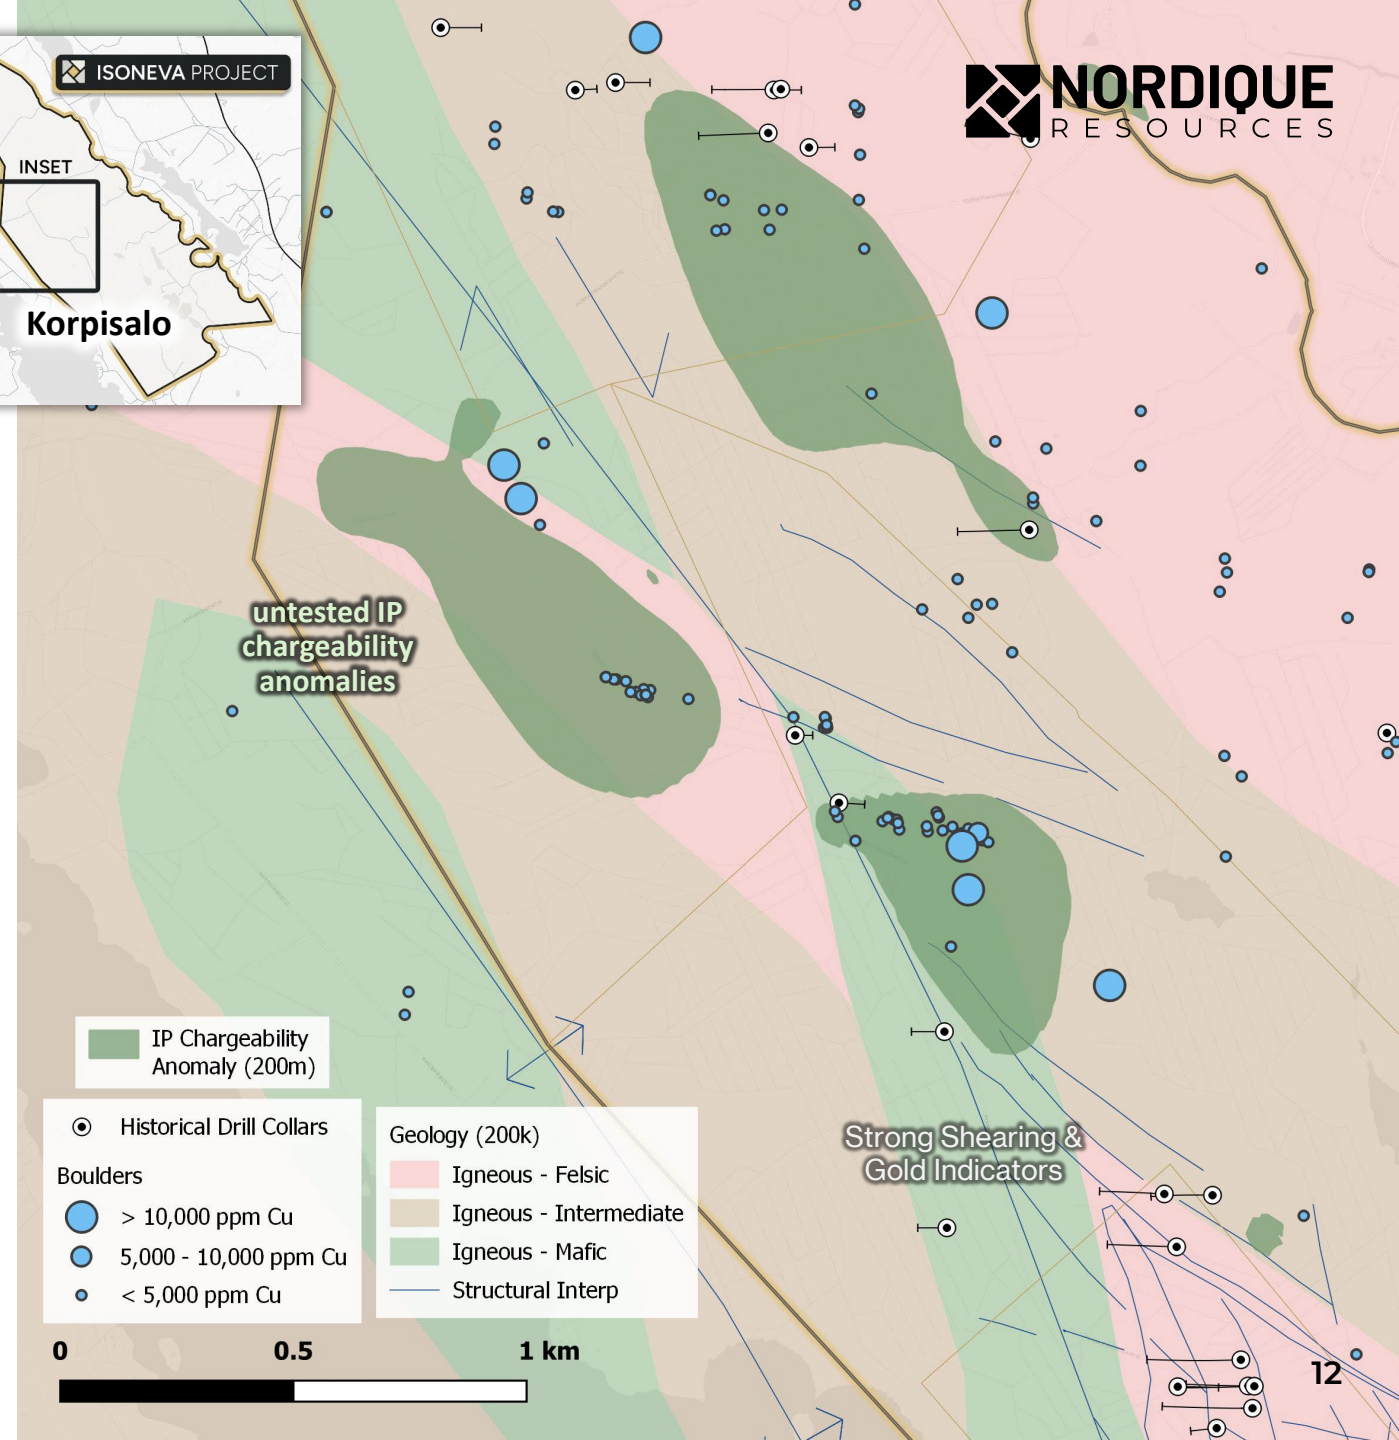 ISONEVA PROJECT
INSET
Korpisalo
NORDIQUE
RESOURCES
untested IP
chargeability
anomalies
IP Chargeability
Anomaly (200m)
Historical Drill Collars
Boulders
> 10,000 ppm Cu
5,000 - 10,000 ppm Cu
< 5,000 ppm Cu
Geology (200k)
Igneous - Felsic
Igneous - Intermediate
Igneous - Mafic
Structural Interp
Strong Shearing &
Gold Indicators
0 0.5 1 km
12